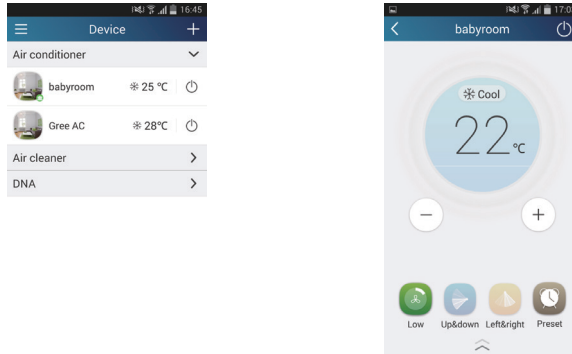 16:45
Device
Air conditioner
babyroom
25 ℃
Gree AC
28℃
Air cleaner
DNA
babyroom
Cool
22℃
Low
Up&down
Left&right
Preset